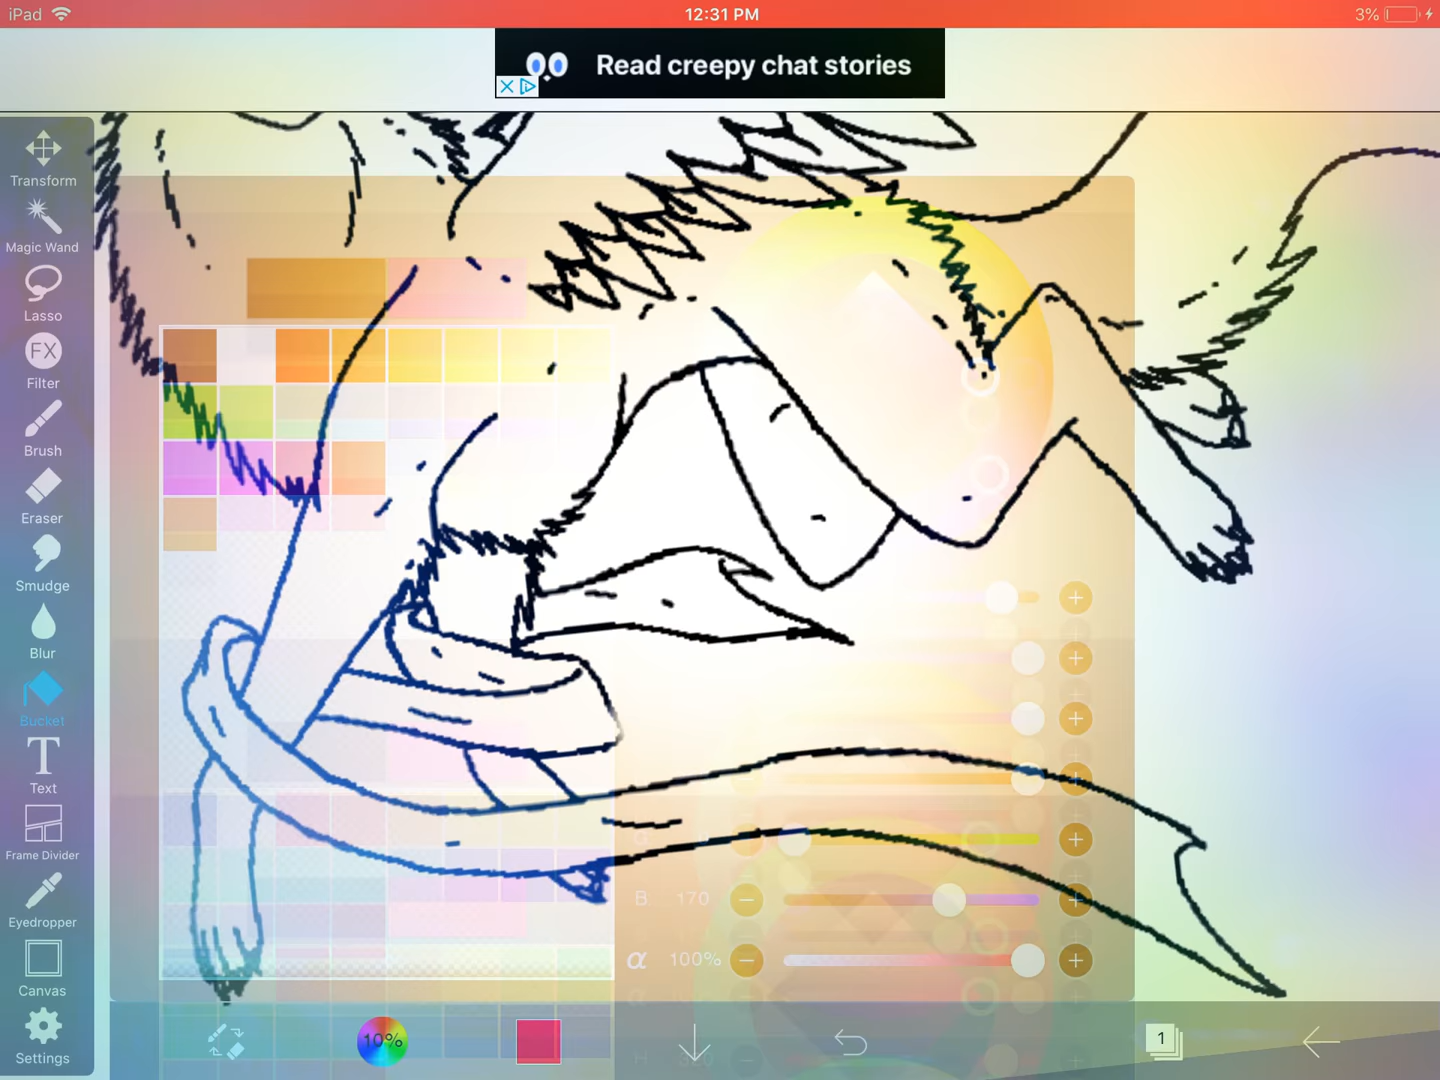 iPad 12:31 PM 3%
Read creepy chat stories
Transform
Magic Wand
Lasso
FX
Filter
Brush
Eraser
Smudge
Blur
Bucket
T
Text
Frame Divider
Eyedropper
Canvas
Settings
B: 170
α 100%
10%
1